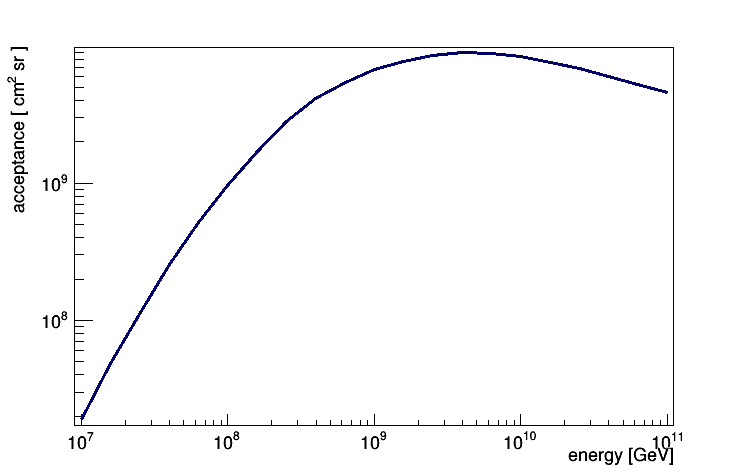 acceptance [ cm² sr ]
10⁹
10⁸
10⁷ 10⁸ 10⁹ 10¹⁰ 10¹¹
energy [GeV]